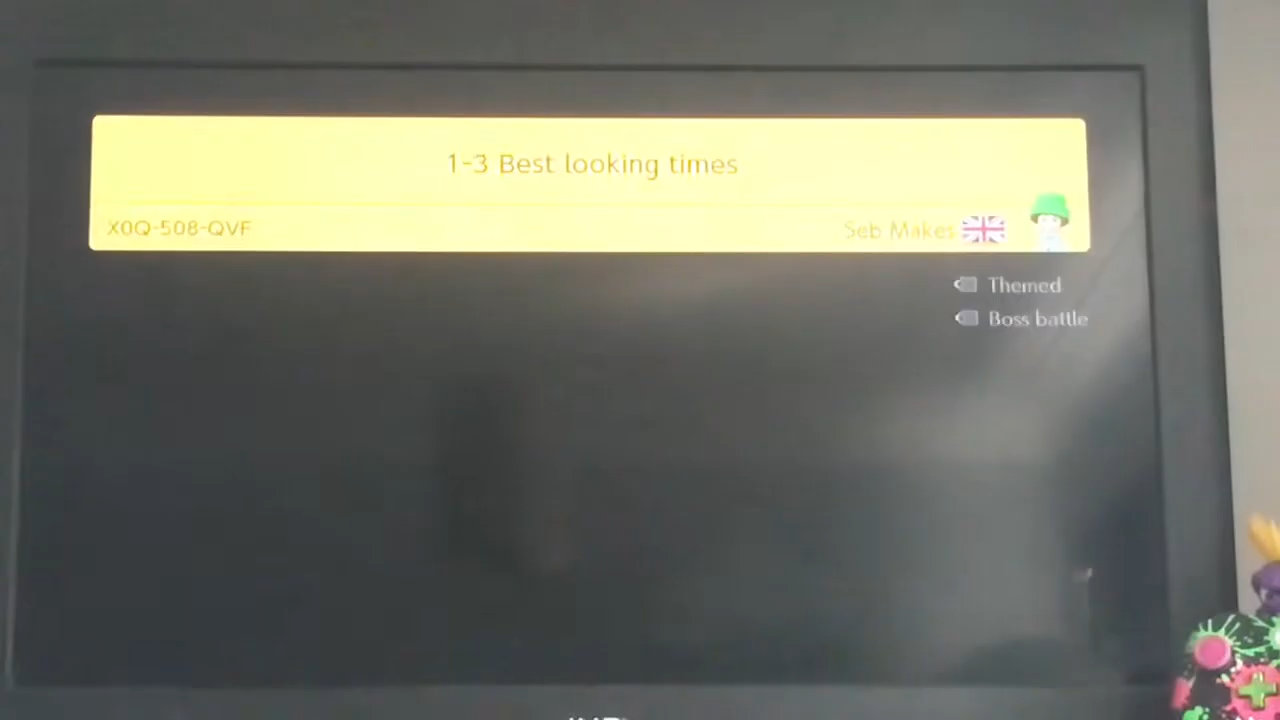 1-3 Best looking times
X0Q-508-QVF
Seb Makes
Themed
Boss battle